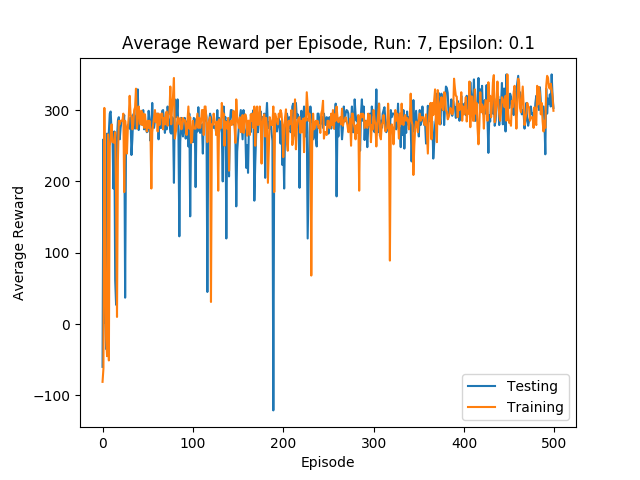 Average Reward per Episode, Run: 7, Epsilon: 0.1
Average Reward
300
200
100
0
−100
0
100
200
300
400
500
Episode
Testing
Training